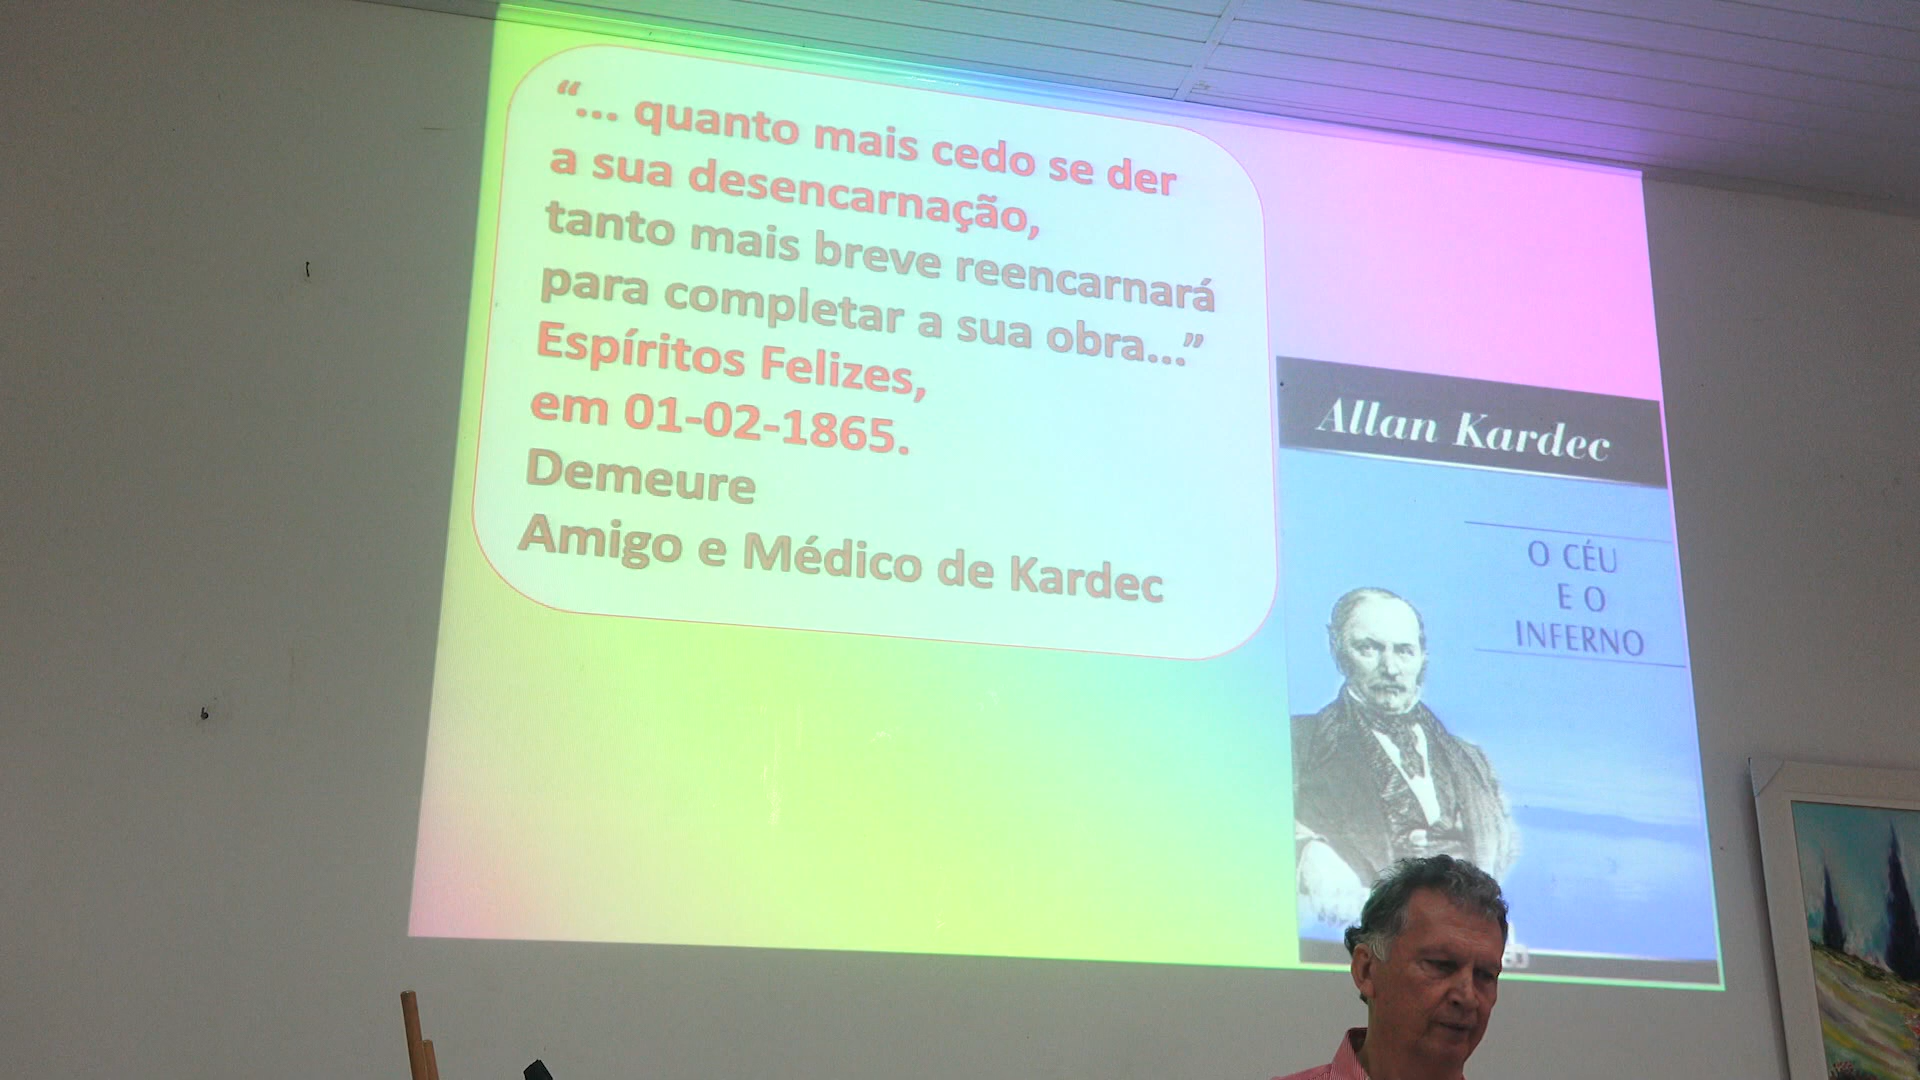 “... quanto mais cedo se der
a sua desencarnação,
tanto mais breve reencarnará
para completar a sua obra...”
Espíritos Felizes,
em 01-02-1865.
Demeure
Amigo e Médico de Kardec
Allan Kardec
O CÉU
E O
INFERNO